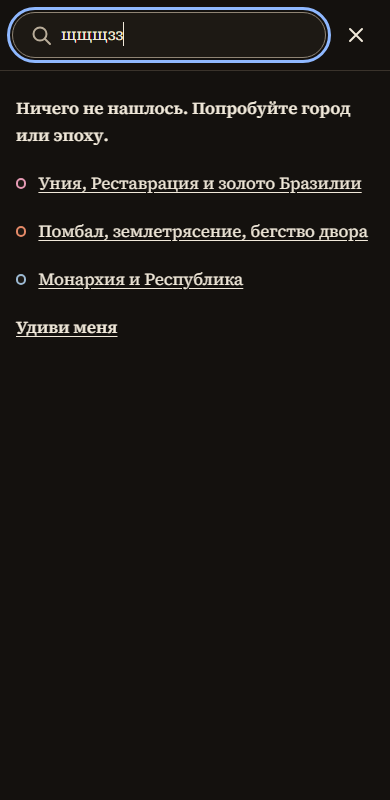 щщщзз
Ничего не нашлось. Попробуйте город
или эпоху.
Уния, Реставрация и золото Бразилии
Помбал, землетрясение, бегство двора
Монархия и Республика
Удиви меня